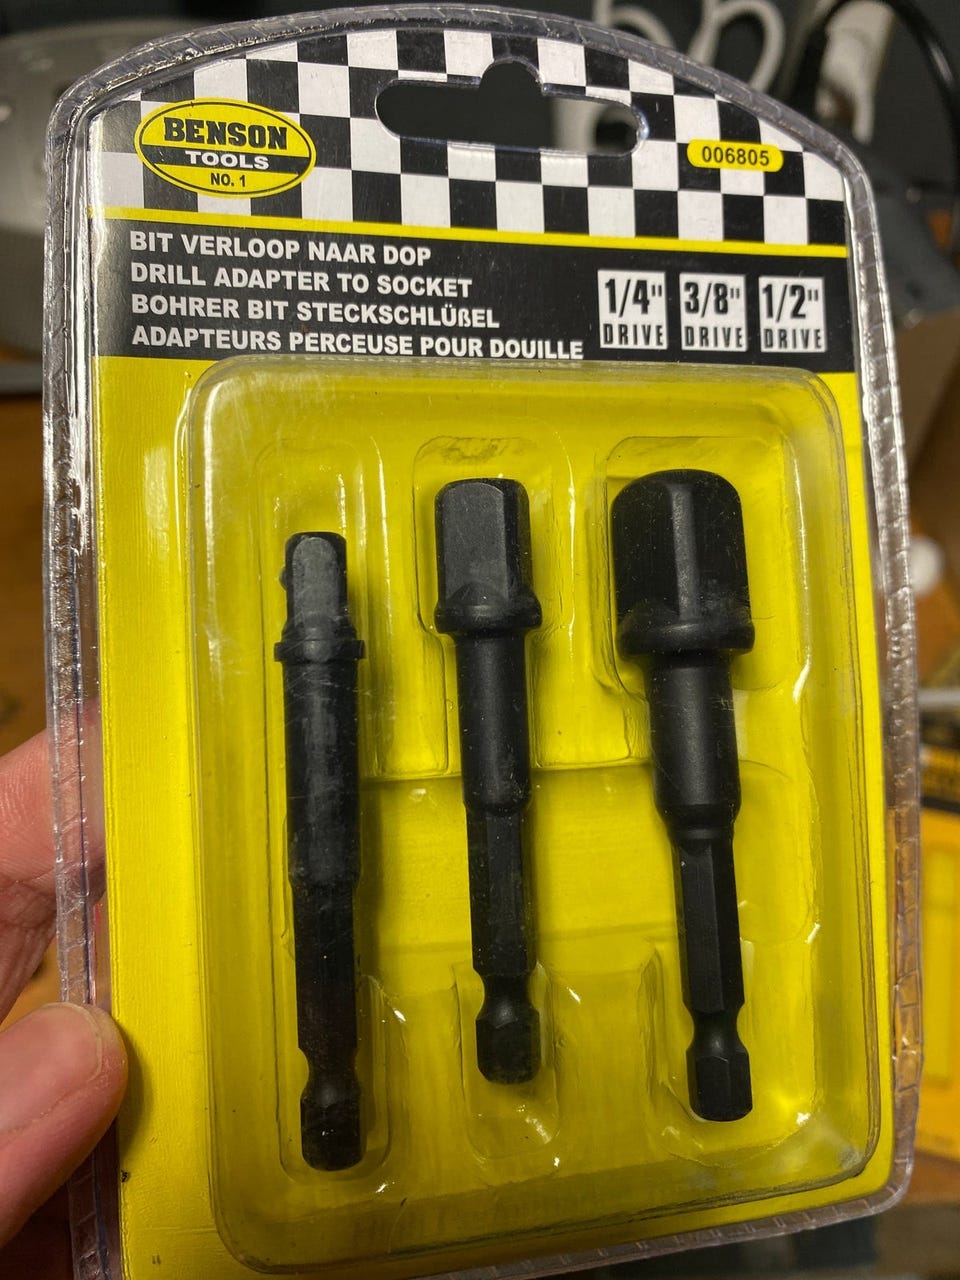 BENSON
TOOLS
NO. 1
006805
BIT VERLOOP NAAR DOP
DRILL ADAPTER TO SOCKET
BOHRER BIT STECKSCHLÜßEL
ADAPTEURS PERCEUSE POUR DOUILLE
1/4" DRIVE
3/8" DRIVE
1/2" DRIVE